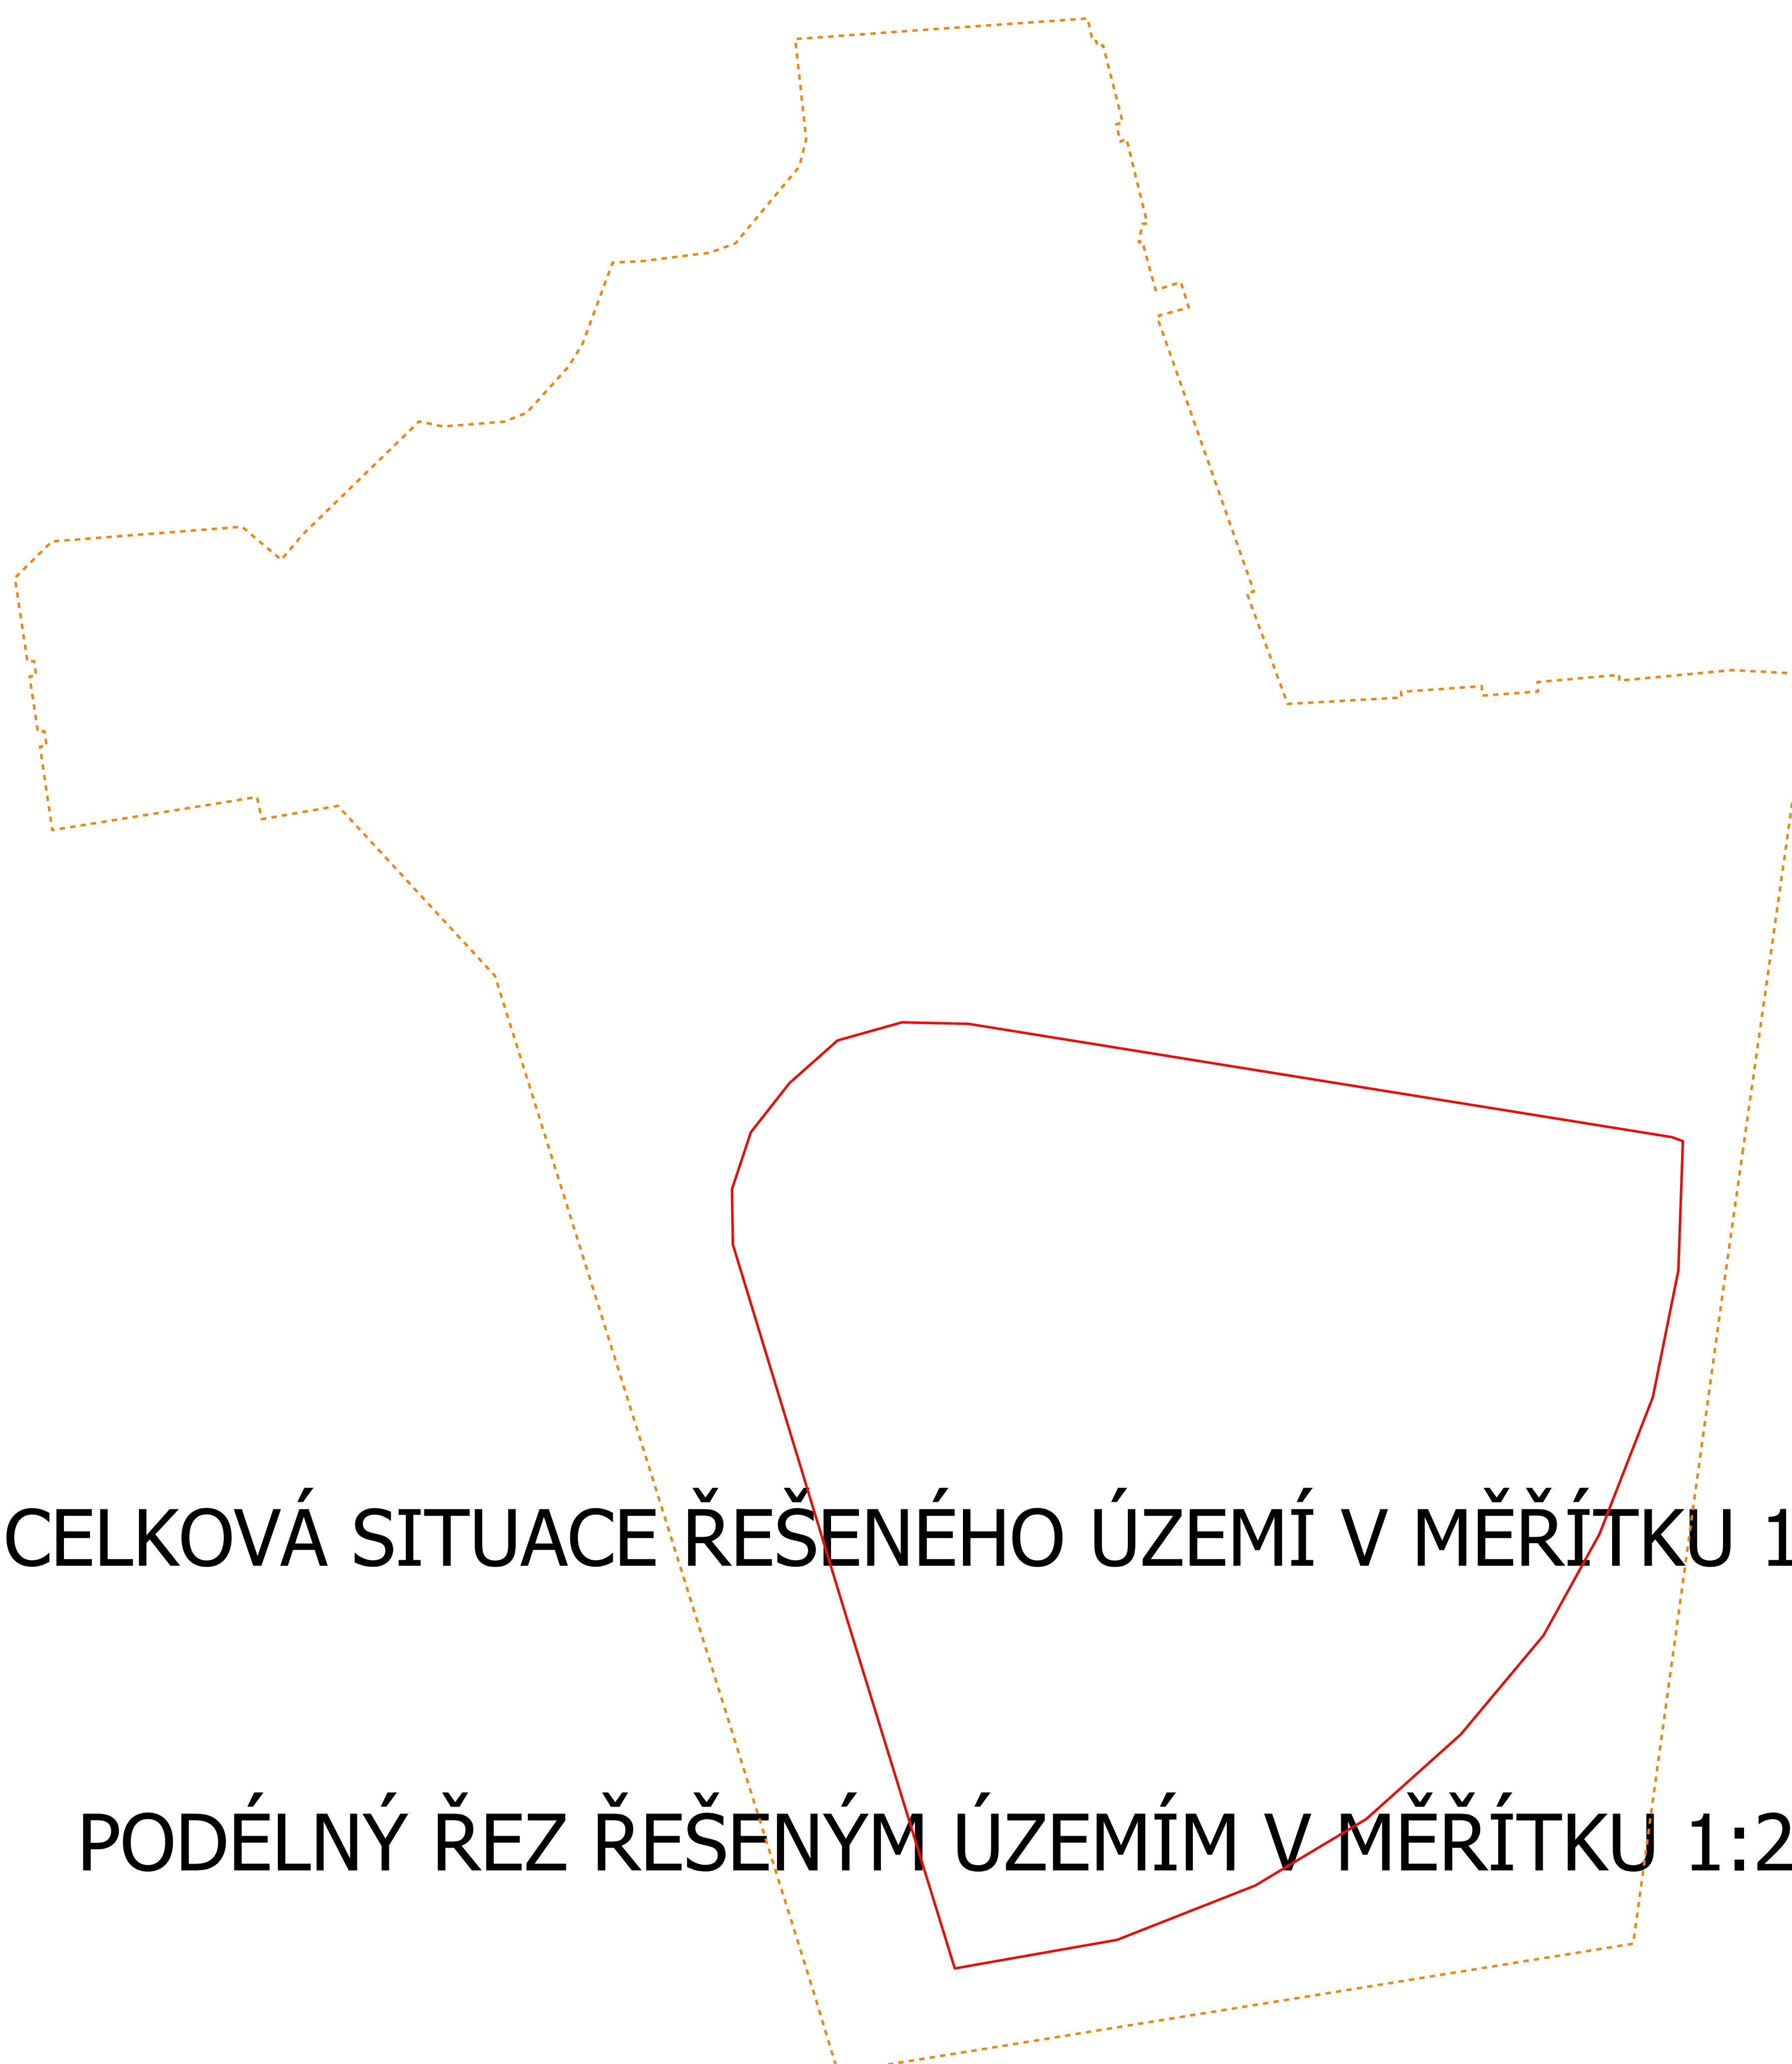 CELKOVÁ SITUACE ŘEŠENÉHO ÚZEMÍ V MĚŘÍTKU 1
PODÉLNÝ ŘEZ ŘEŠENÝM ÚZEMÍM V MĚŘÍTKU 1:2